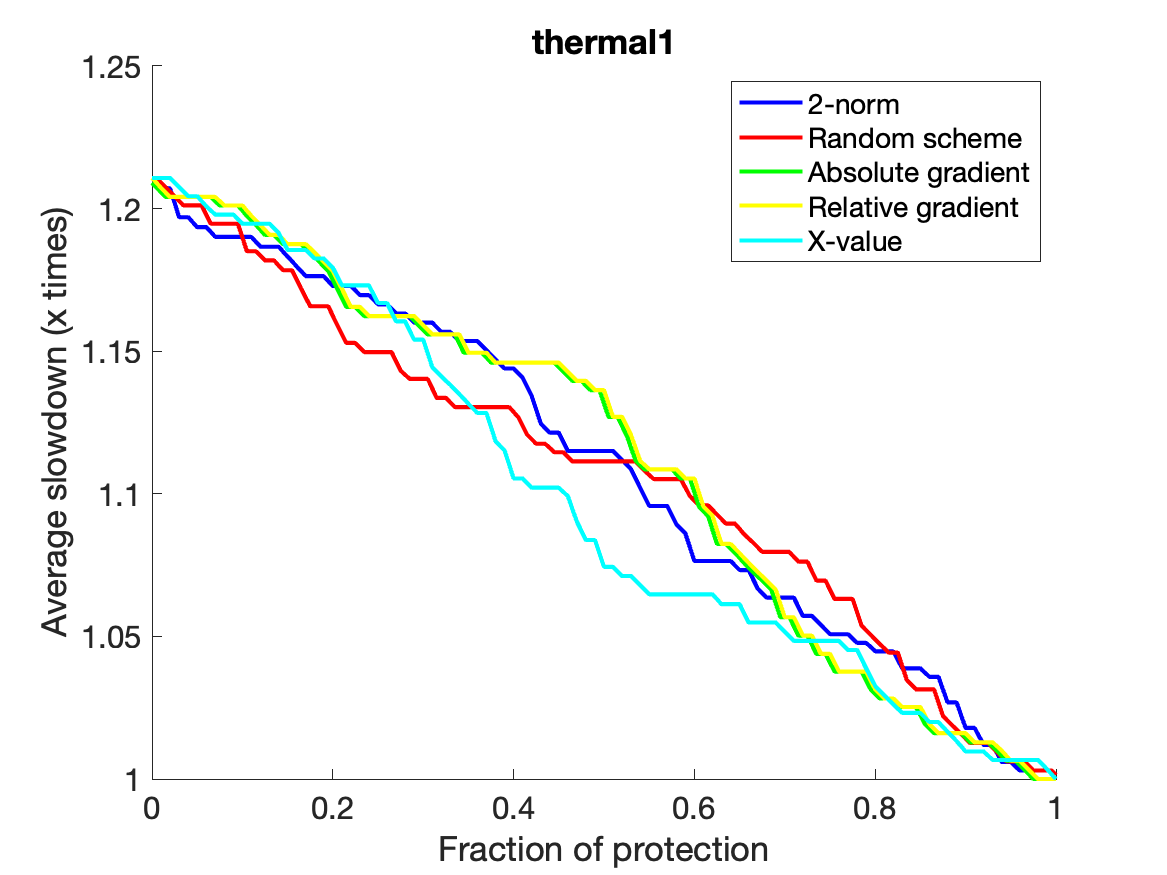 thermal1
1.25
1.2
1.15
1.1
1.05
1
Average slowdown (x times)
2-norm
Random scheme
Absolute gradient
Relative gradient
X-value
0 0.2 0.4 0.6 0.8 1
Fraction of protection